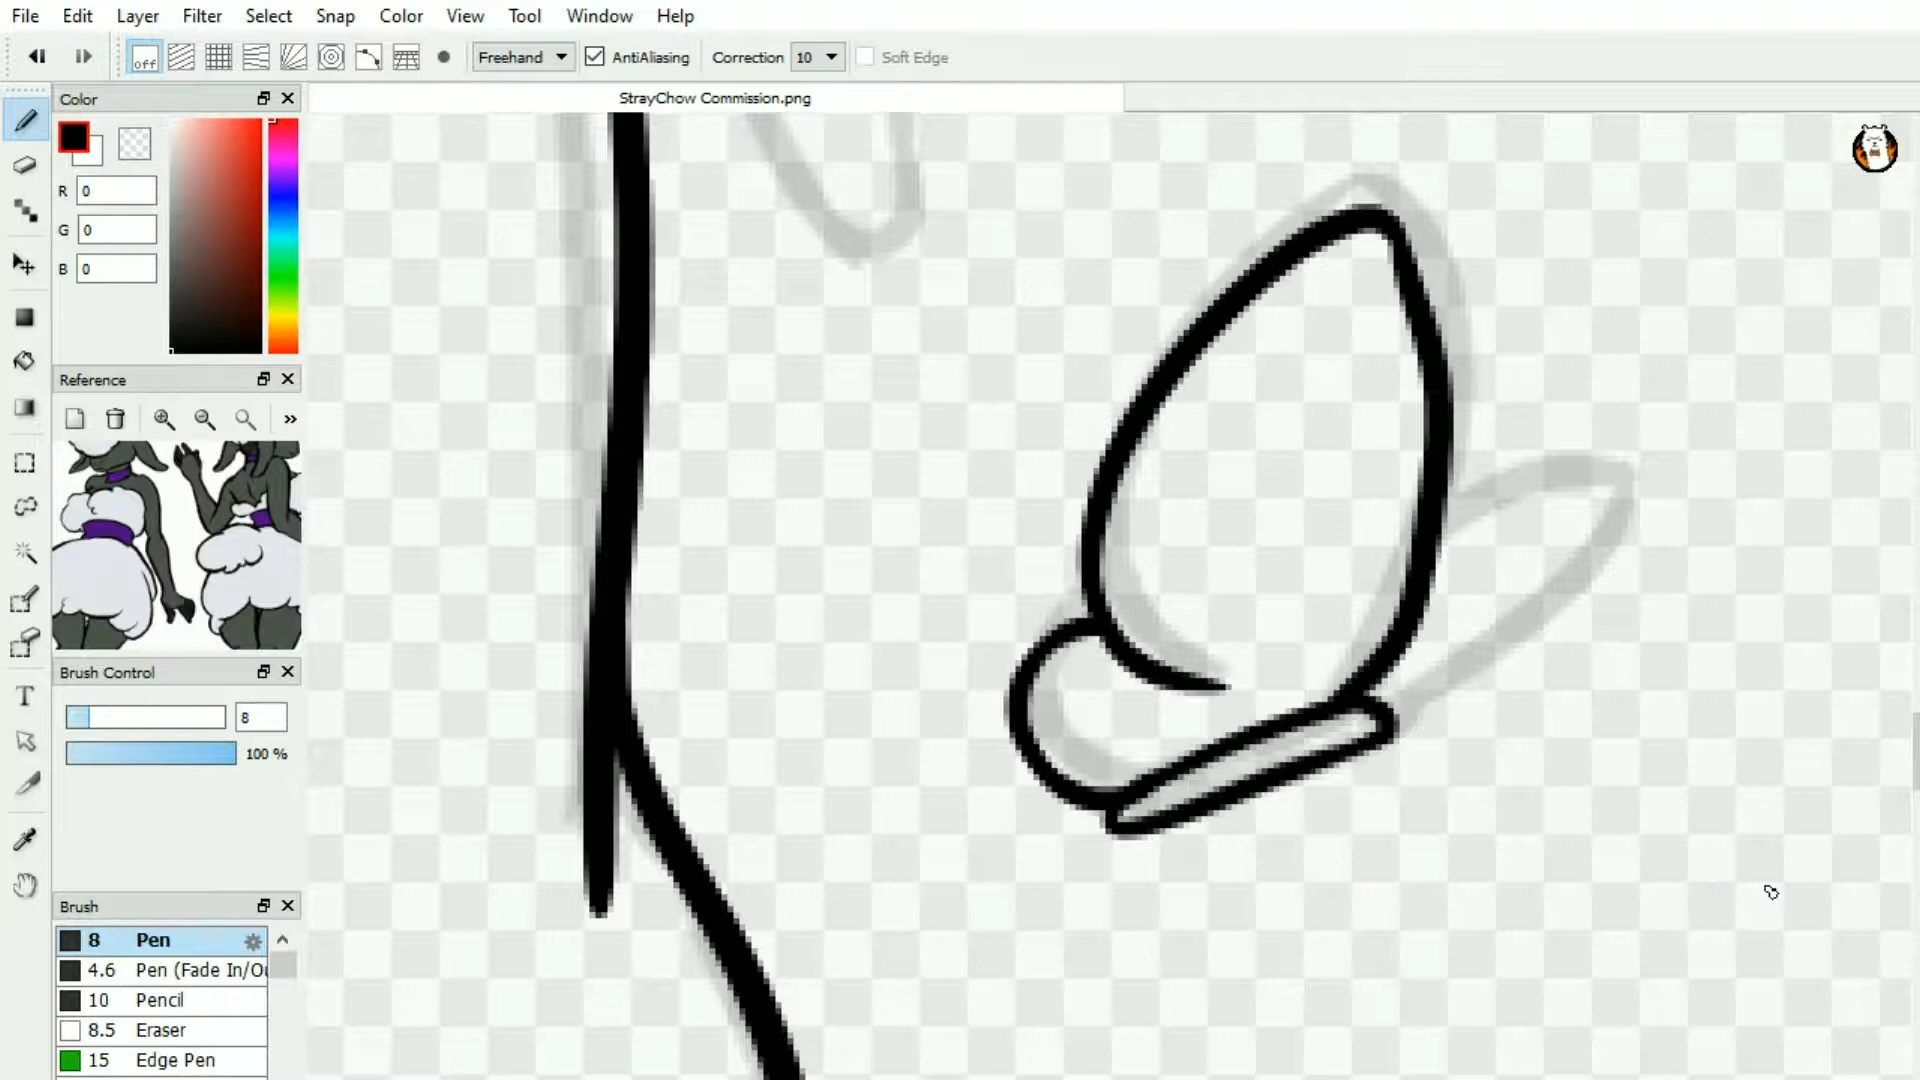 File Edit Layer Filter Select Snap Color View Tool Window Help
off Freehand AntiAliasing Correction 10 Soft Edge
Color
StrayChow Commission.png
R 0
G 0
B 0
Reference
»
Brush Control
8
100 %
Brush
8 Pen
4.6 Pen (Fade In/Ou
10 Pencil
8.5 Eraser
15 Edge Pen
T